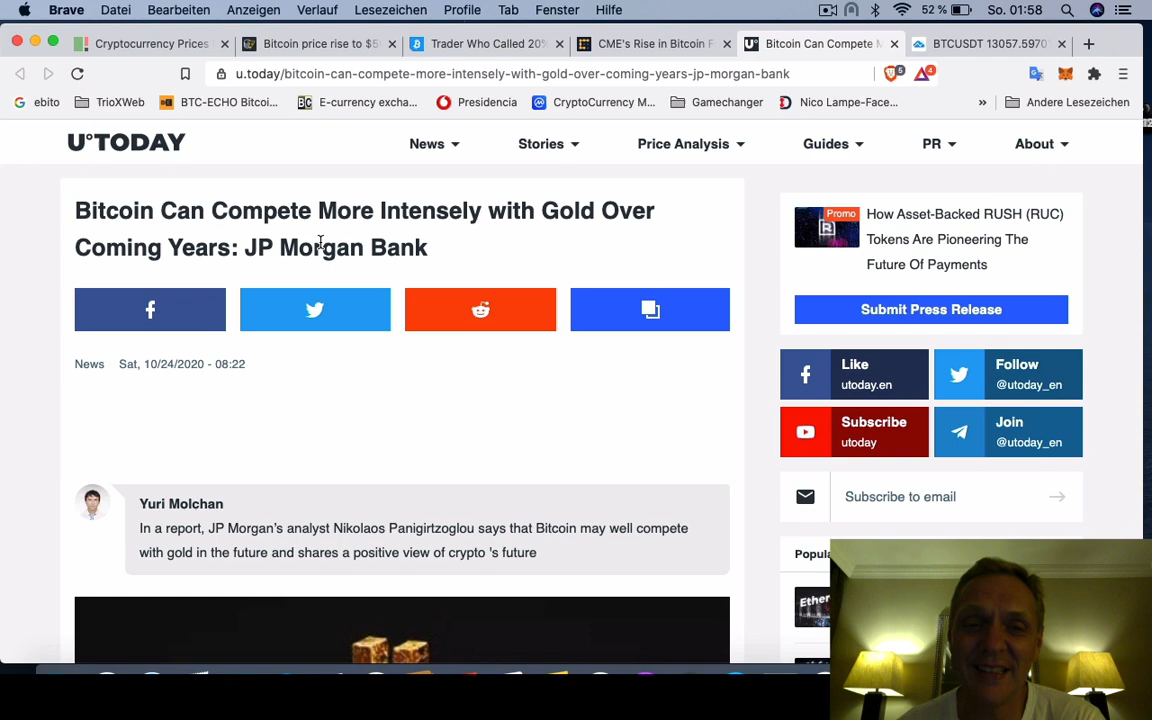 Brave Datei Bearbeiten Anzeigen Verlauf Lesezeichen Profile Tab Fenster Hilfe 52 % So. 01:58
Cryptocurrency Prices Bitcoin price rise to $5 Trader Who Called 20% CME's Rise in Bitcoin F Bitcoin Can Compete M BTCUSDT 13057.5970
u.today/bitcoin-can-compete-more-intensely-with-gold-over-coming-years-jp-morgan-bank 5 4
ebito TrioXWeb BTC-ECHO Bitcoi... E-currency excha... Presidencia CryptoCurrency M... Gamechanger Nico Lampe-Face... » Andere Lesezeichen
U°TODAY News Stories Price Analysis Guides PR About
Bitcoin Can Compete More Intensely with Gold Over
Coming Years: JP Morgan Bank
News Sat, 10/24/2020 - 08:22
Yuri Molchan
In a report, JP Morgan's analyst Nikolaos Panigirtzoglou says that Bitcoin may well compete
with gold in the future and shares a positive view of crypto 's future
Promo
How Asset-Backed RUSH (RUC)
Tokens Are Pioneering The
Future Of Payments
Submit Press Release
Like
utoday.en
Follow
@utoday_en
Subscribe
utoday
Join
@utoday_en
Subscribe to email
Popula
Ether